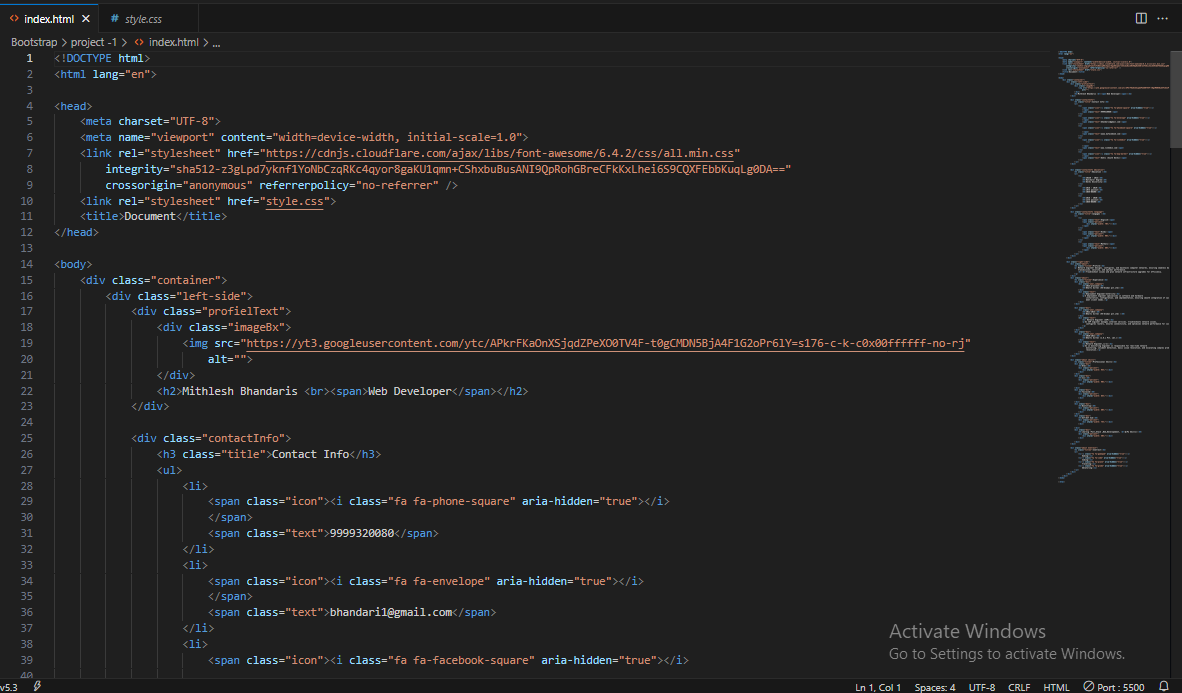 index.html
style.css
Bootstrap > project -1 > index.html > ...
1 <!DOCTYPE html>
2 <html lang="en">
3
4 <head>
5 <meta charset="UTF-8">
6 <meta name="viewport" content="width=device-width, initial-scale=1.0">
7 <link rel="stylesheet" href="https://cdnjs.cloudflare.com/ajax/libs/font-awesome/6.4.2/css/all.min.css"
8 integrity="sha512-z3gLpd7yknf1YoNbCzqRKc4qyor8gaKU1qmn+CShxbuBusANI9QpRohGBreCFkKxLhei6S9CQXFEbbKuqLg0DA=="
9 crossorigin="anonymous" referrerpolicy="no-referrer" />
10 <link rel="stylesheet" href="style.css">
11 <title>Document</title>
12 </head>
13
14 <body>
15 <div class="container">
16 <div class="left-side">
17 <div class="profielText">
18 <div class="imageBx">
19 <img src="https://yt3.googleusercontent.com/ytc/APkrFKaOnXSjqdZPeXO0TV4F-t0gCMDN5BjA4F1G2oPr6lY=s176-c-k-c0x00ffffff-no-rj"
20 alt="">
21 </div>
22 <h2>Mithlesh Bhandaris <br><span>Web Developer</span></h2>
23 </div>
24
25 <div class="contactInfo">
26 <h3 class="title">Contact Info</h3>
27 <ul>
28 <li>
29 <span class="icon"><i class="fa fa-phone-square" aria-hidden="true"></i>
30 </span>
31 <span class="text">9999320080</span>
32 </li>
33 <li>
34 <span class="icon"><i class="fa fa-envelope" aria-hidden="true"></i>
35 </span>
36 <span class="text">bhandari1@gmail.com</span>
37 </li>
38 <li>
39 <span class="icon"><i class="fa fa-facebook-square" aria-hidden="true"></i>
40
Activate Windows
Go to Settings to activate Windows.
v5.3
Ln 1, Col 1 Spaces: 4 UTF-8 CRLF HTML Port : 5500